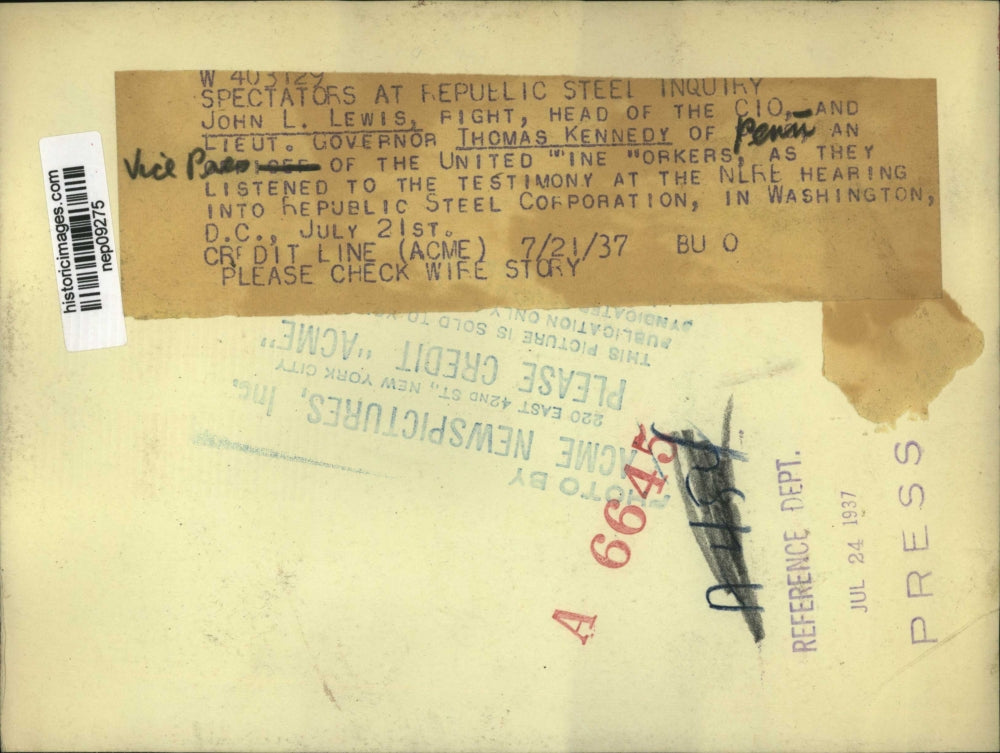 W 403129
SPECTATORS AT REPUBLIC STEEL INQUIRY
JOHN L. LEWIS, RIGHT, HEAD OF THE CIO, AND
LIEUT. GOVERNOR THOMAS KENNEDY OF Penn AN
Vice Pres OF THE UNITED MINE WORKERS, AS THEY
LISTENED TO THE TESTIMONY AT THE NLRB HEARING
INTO REPUBLIC STEEL CORPORATION, IN WASHINGTON,
D.C., JULY 21ST.
CREDIT LINE (ACME) 7/21/37 BU O
PLEASE CHECK WIRE STORY
historicimages.com
nep09275
PHOTO BY
ACME NEWSPICTURES, Inc.
220 EAST 42ND ST., NEW YORK CITY
PLEASE CREDIT "ACME"
THIS PICTURE IS SOLD TO
PUBLICATION ONLY
SYNDICATED
A 6645
REFERENCE DEPT.
JUL 24 1937
PRESS